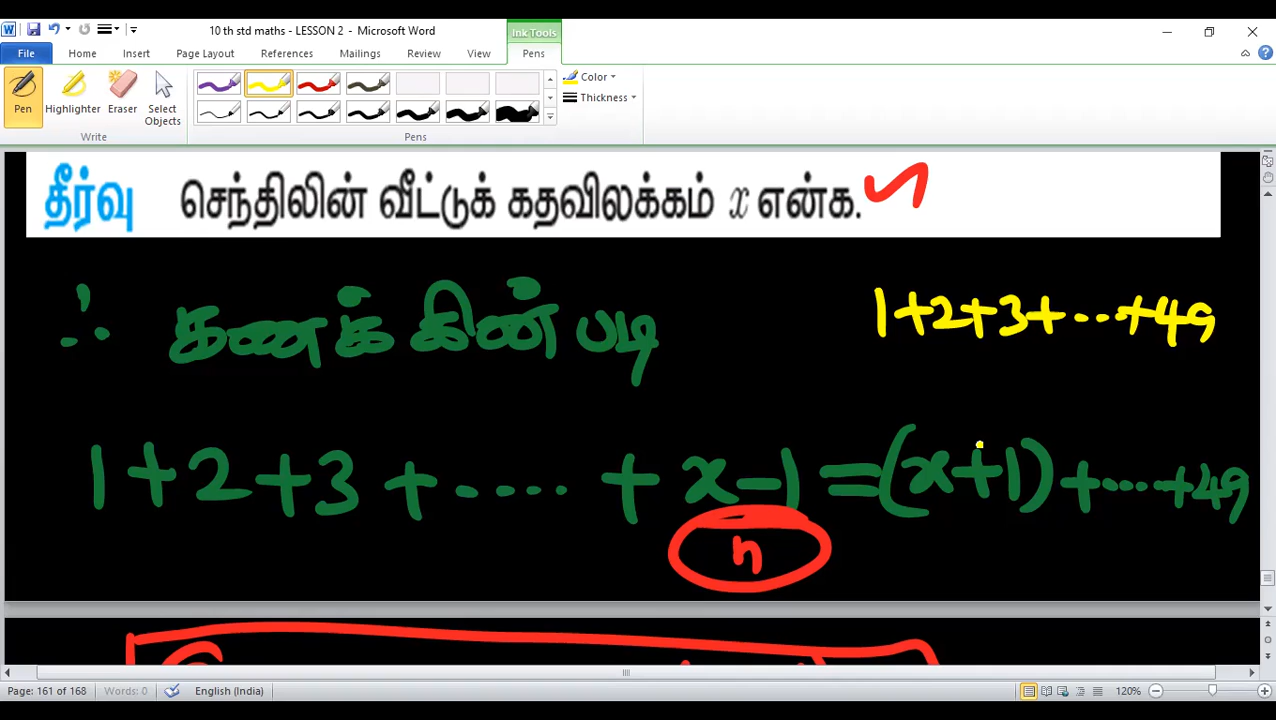 10 th std maths - LESSON 2 - Microsoft Word
Ink Tools
File Home Insert Page Layout References Mailings Review View Pens
Pen Highlighter Eraser Select Objects
Color
Thickness
Write
Pens
தீர்வு செந்திலின் வீட்டுக் கதவிலக்கம் x என்க.
∴ கணக்கின் படி
1+2+3+...+49
1+2+3+....+x-1=(x+1)+...+49
n
Page: 161 of 168 Words: 0 English (India) 120%